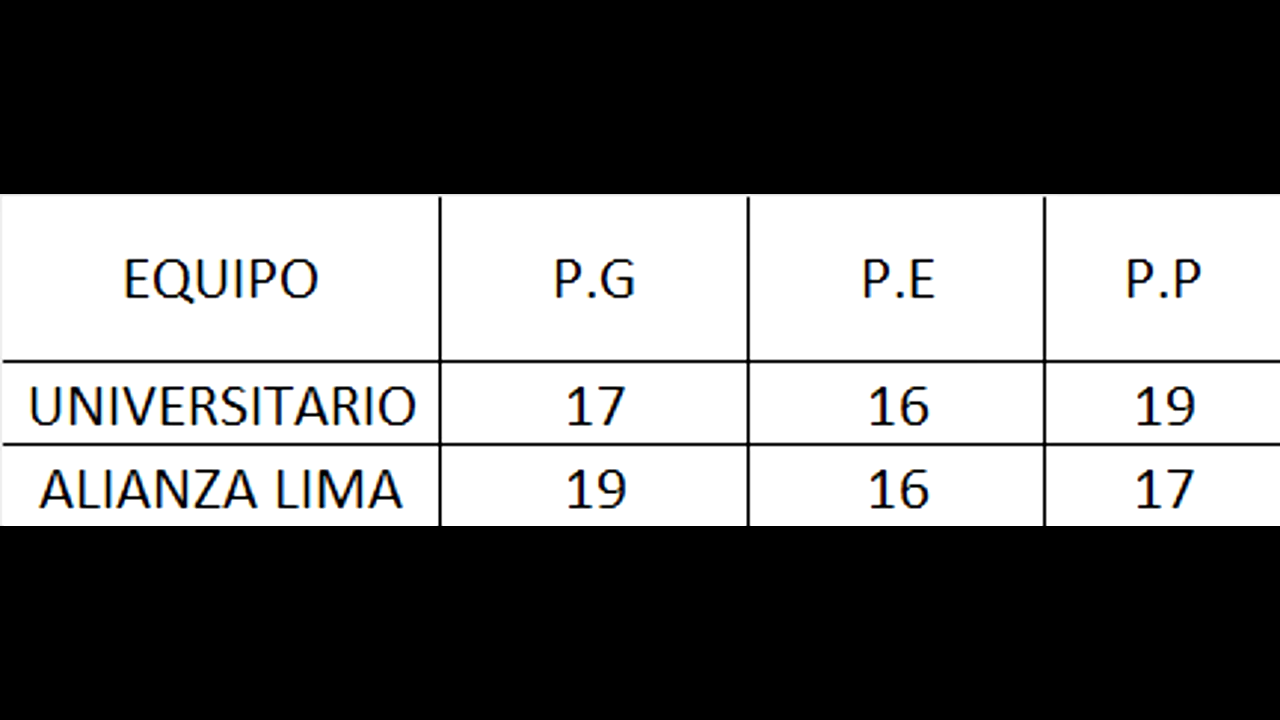 EQUIPO P.G P.E P.P
UNIVERSITARIO 17 16 19
ALIANZA LIMA 19 16 17